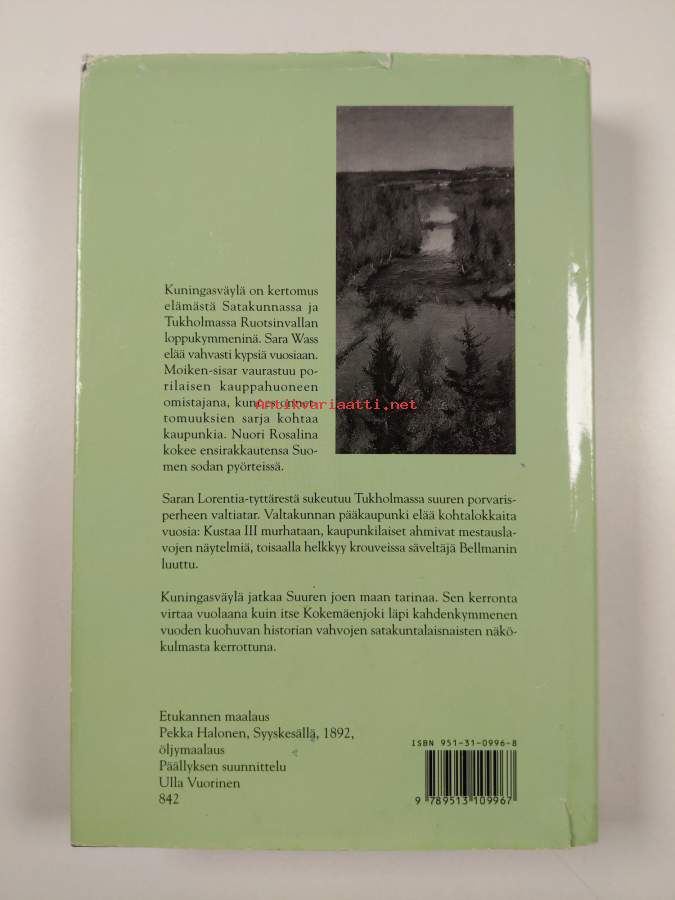 Kuningasväylä on kertomus
elämästä Satakunnassa ja
Tukholmassa Ruotsinvallan
loppukymmeninä. Sara Wass
elää vahvasti kypsiä vuosiaan.
Moiken-sisar vaurastuu po-
rilaisen kauppahuoneen
omistajana, kunnes onnet-
Antikvariaatti.net
tomuuksien sarja kohtaa
kaupunkia. Nuori Rosalina
kokee ensirakkautensa Suo-
men sodan pyörteissä.
Saran Lorentia-tyttärestä sukeutuu Tukholmassa suuren porvaris-
perheen valtiatar. Valtakunnan pääkaupunki elää kohtalokkaita
vuosia: Kustaa III murhataan, kaupunkilaiset ahmivat mestausla-
vojen näytelmiä, toisaalla helkkyy krouveissa säveltäjä Bellmanin
luuttu.
Kuningasväylä jatkaa Suuren joen maan tarinaa. Sen kerronta
virtaa vuolaana kuin itse Kokemäenjoki läpi kahdenkymmenen
vuoden kuohuvan historian vahvojen satakuntalaisnaisten näkö-
kulmasta kerrottuna.
Etukannen maalaus
Pekka Halonen, Syyskesällä, 1892,
öljymaalaus
Päällyksen suunnittelu
Ulla Vuorinen
842
ISBN 951-31-0996-8
9 789513 109967